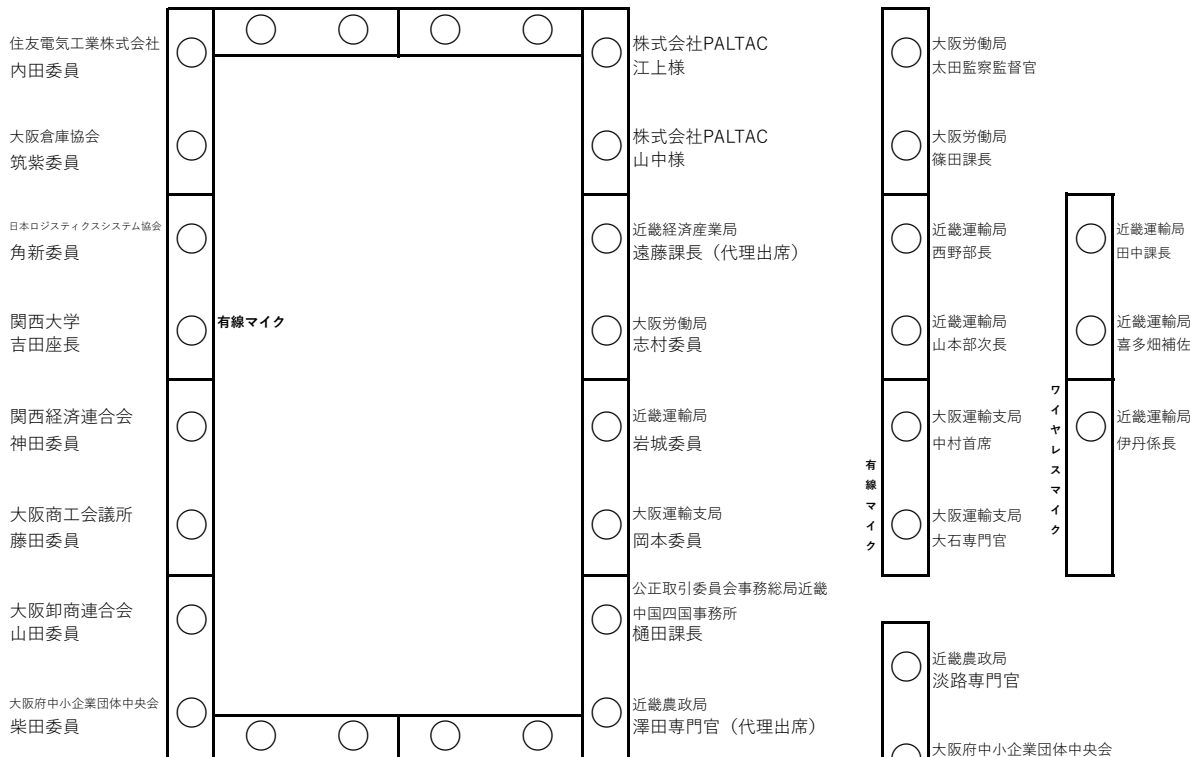 住友電気工業株式会社
内田委員
大阪倉庫協会
筑紫委員
日本ロジスティクスシステム協会
角新委員
関西大学
吉田座長
有線マイク
関西経済連合会
神田委員
大阪商工会議所
藤田委員
大阪卸商連合会
山田委員
大阪府中小企業団体中央会
柴田委員
株式会社PALTAC
江上様
株式会社PALTAC
山中様
近畿経済産業局
遠藤課長（代理出席）
大阪労働局
志村委員
近畿運輸局
岩城委員
大阪運輸支局
岡本委員
公正取引委員会事務総局近畿
中国四国事務所
樋田課長
近畿農政局
澤田専門官（代理出席）
大阪労働局
太田監察監督官
大阪労働局
篠田課長
近畿運輸局
西野部長
近畿運輸局
山本部次長
大阪運輸支局
中村首席
有線マイク
大阪運輸支局
大石専門官
近畿農政局
淡路専門官
大阪府中小企業団体中央会
近畿運輸局
田中課長
近畿運輸局
喜多畑補佐
ワイヤレスマイク
近畿運輸局
伊丹係長